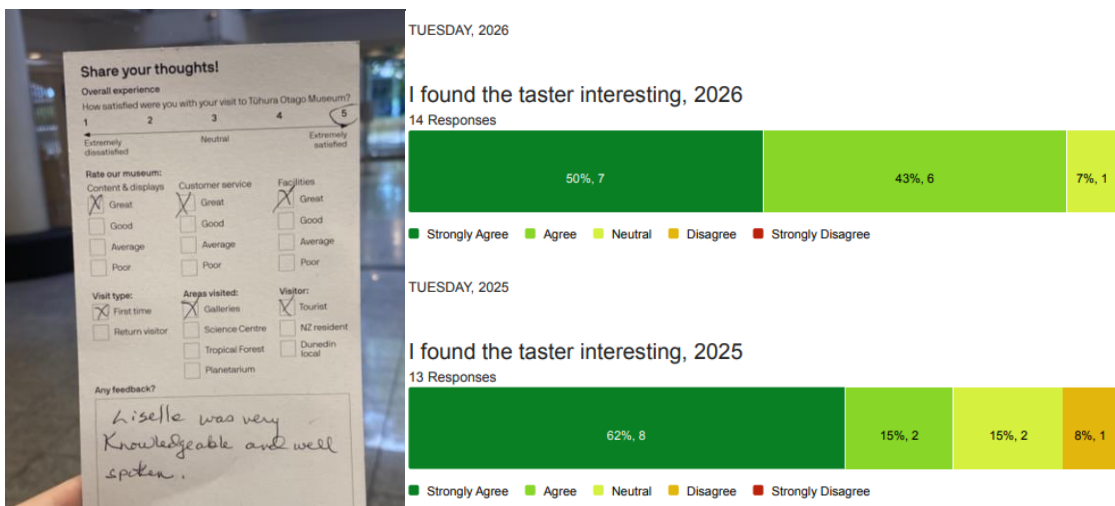 Share your thoughts!
Overall experience
How satisfied were you with your visit to Tūhura Otago Museum?
1 2 3 4 5
Extremely dissatisfied
Neutral
Extremely satisfied
Rate our museum:
Content & displays
Great
Good
Average
Poor
Customer service
Great
Good
Average
Poor
Facilities
Great
Good
Average
Poor
Visit type:
First time
Return visitor
Areas visited:
Galleries
Science Centre
Tropical Forest
Planetarium
Visitor:
Tourist
NZ resident
Dunedin local
Any feedback?
Liselle was very
Knowledgeable and well
spoken.
TUESDAY, 2026
I found the taster interesting, 2026
14 Responses
50%, 7 43%, 6 7%, 1
Strongly Agree Agree Neutral Disagree Strongly Disagree
TUESDAY, 2025
I found the taster interesting, 2025
13 Responses
62%, 8 15%, 2 15%, 2 8%, 1
Strongly Agree Agree Neutral Disagree Strongly Disagree